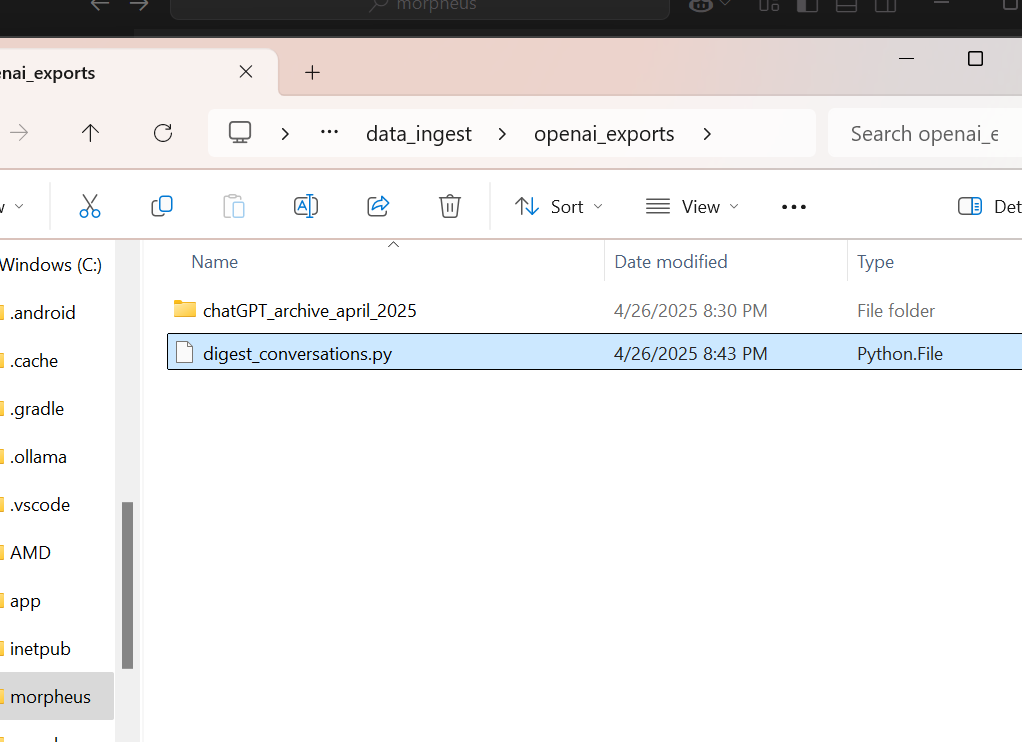 morpheus
enai_exports
data_ingest openai_exports Search openai_e
Sort View Det
Name Date modified Type
chatGPT_archive_april_2025 4/26/2025 8:30 PM File folder
digest_conversations.py 4/26/2025 8:43 PM Python.File
Windows (C:)
.android
.cache
.gradle
.ollama
.vscode
AMD
app
inetpub
morpheus